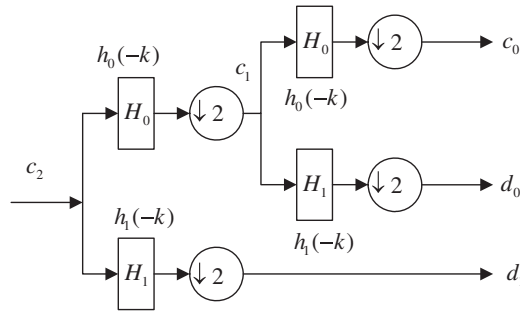 H₀
↓ 2
c₀
h₀(−k)
c₁
h₀(−k)
H₀
↓ 2
c₂
H₁
↓ 2
d₀
h₁(−k)
h₁(−k)
H₁
↓ 2
d